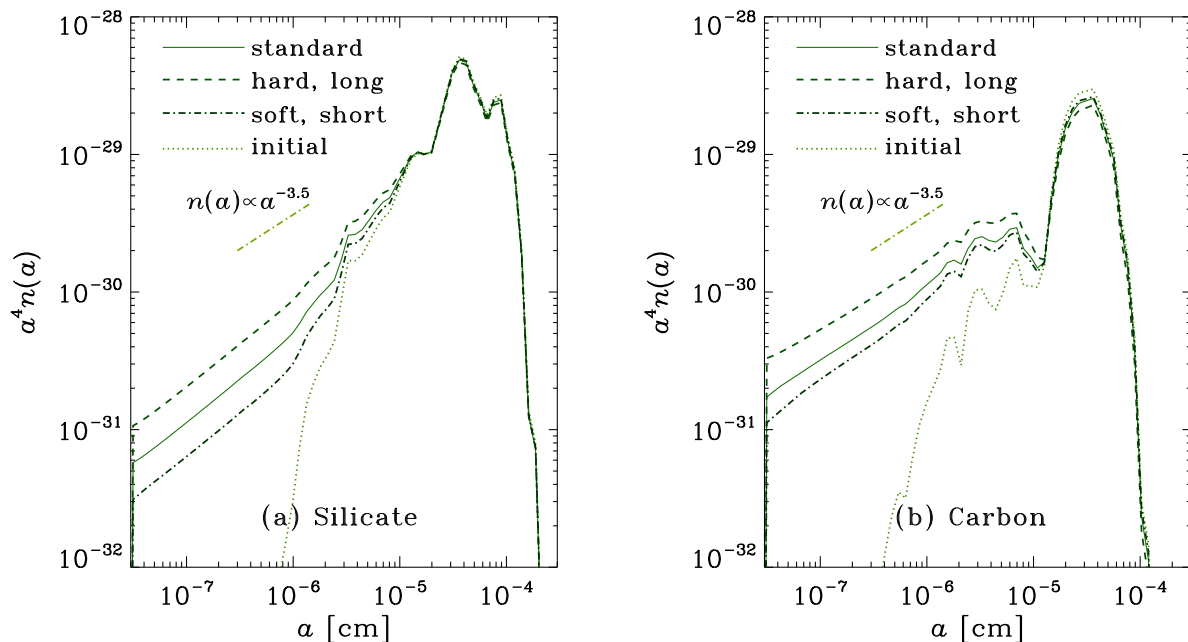 10⁻²⁸
standard
hard, long
soft, short
initial
10⁻²⁹
n(a)∝a⁻³·⁵
a⁴n(a)
10⁻³⁰
10⁻³¹
(a) Silicate
10⁻³²
10⁻⁷ 10⁻⁶ 10⁻⁵ 10⁻⁴
a [cm]
10⁻²⁸
standard
hard, long
soft, short
initial
10⁻²⁹
n(a)∝a⁻³·⁵
a⁴n(a)
10⁻³⁰
10⁻³¹
(b) Carbon
10⁻³²
10⁻⁷ 10⁻⁶ 10⁻⁵ 10⁻⁴
a [cm]